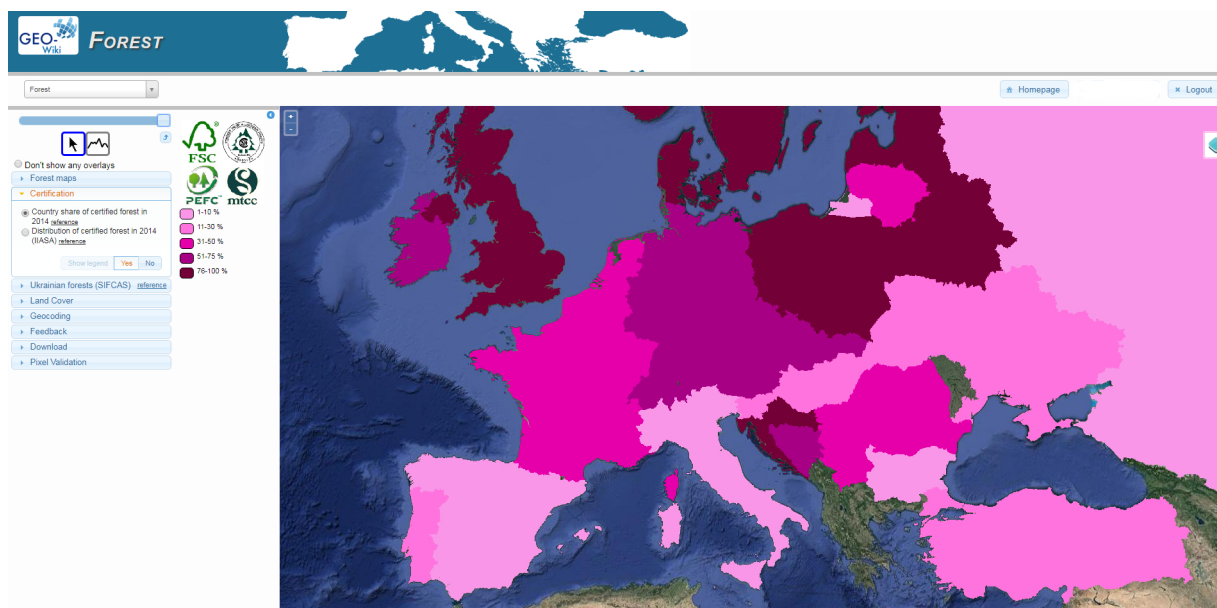 GEO-
Wiki
FOREST
Forest
Homepage
Logout
Don't show any overlays
Forest maps
Certification
Country share of certified forest in
2014 reference
Distribution of certified forest in 2014
(IIASA) reference
Show legend Yes No
Ukrainian forests (SIFCAS) reference
Land Cover
Geocoding
Feedback
Download
Pixel Validation
FSC
PEFC
mtcc
1-10 %
11-30 %
31-50 %
51-75 %
76-100 %